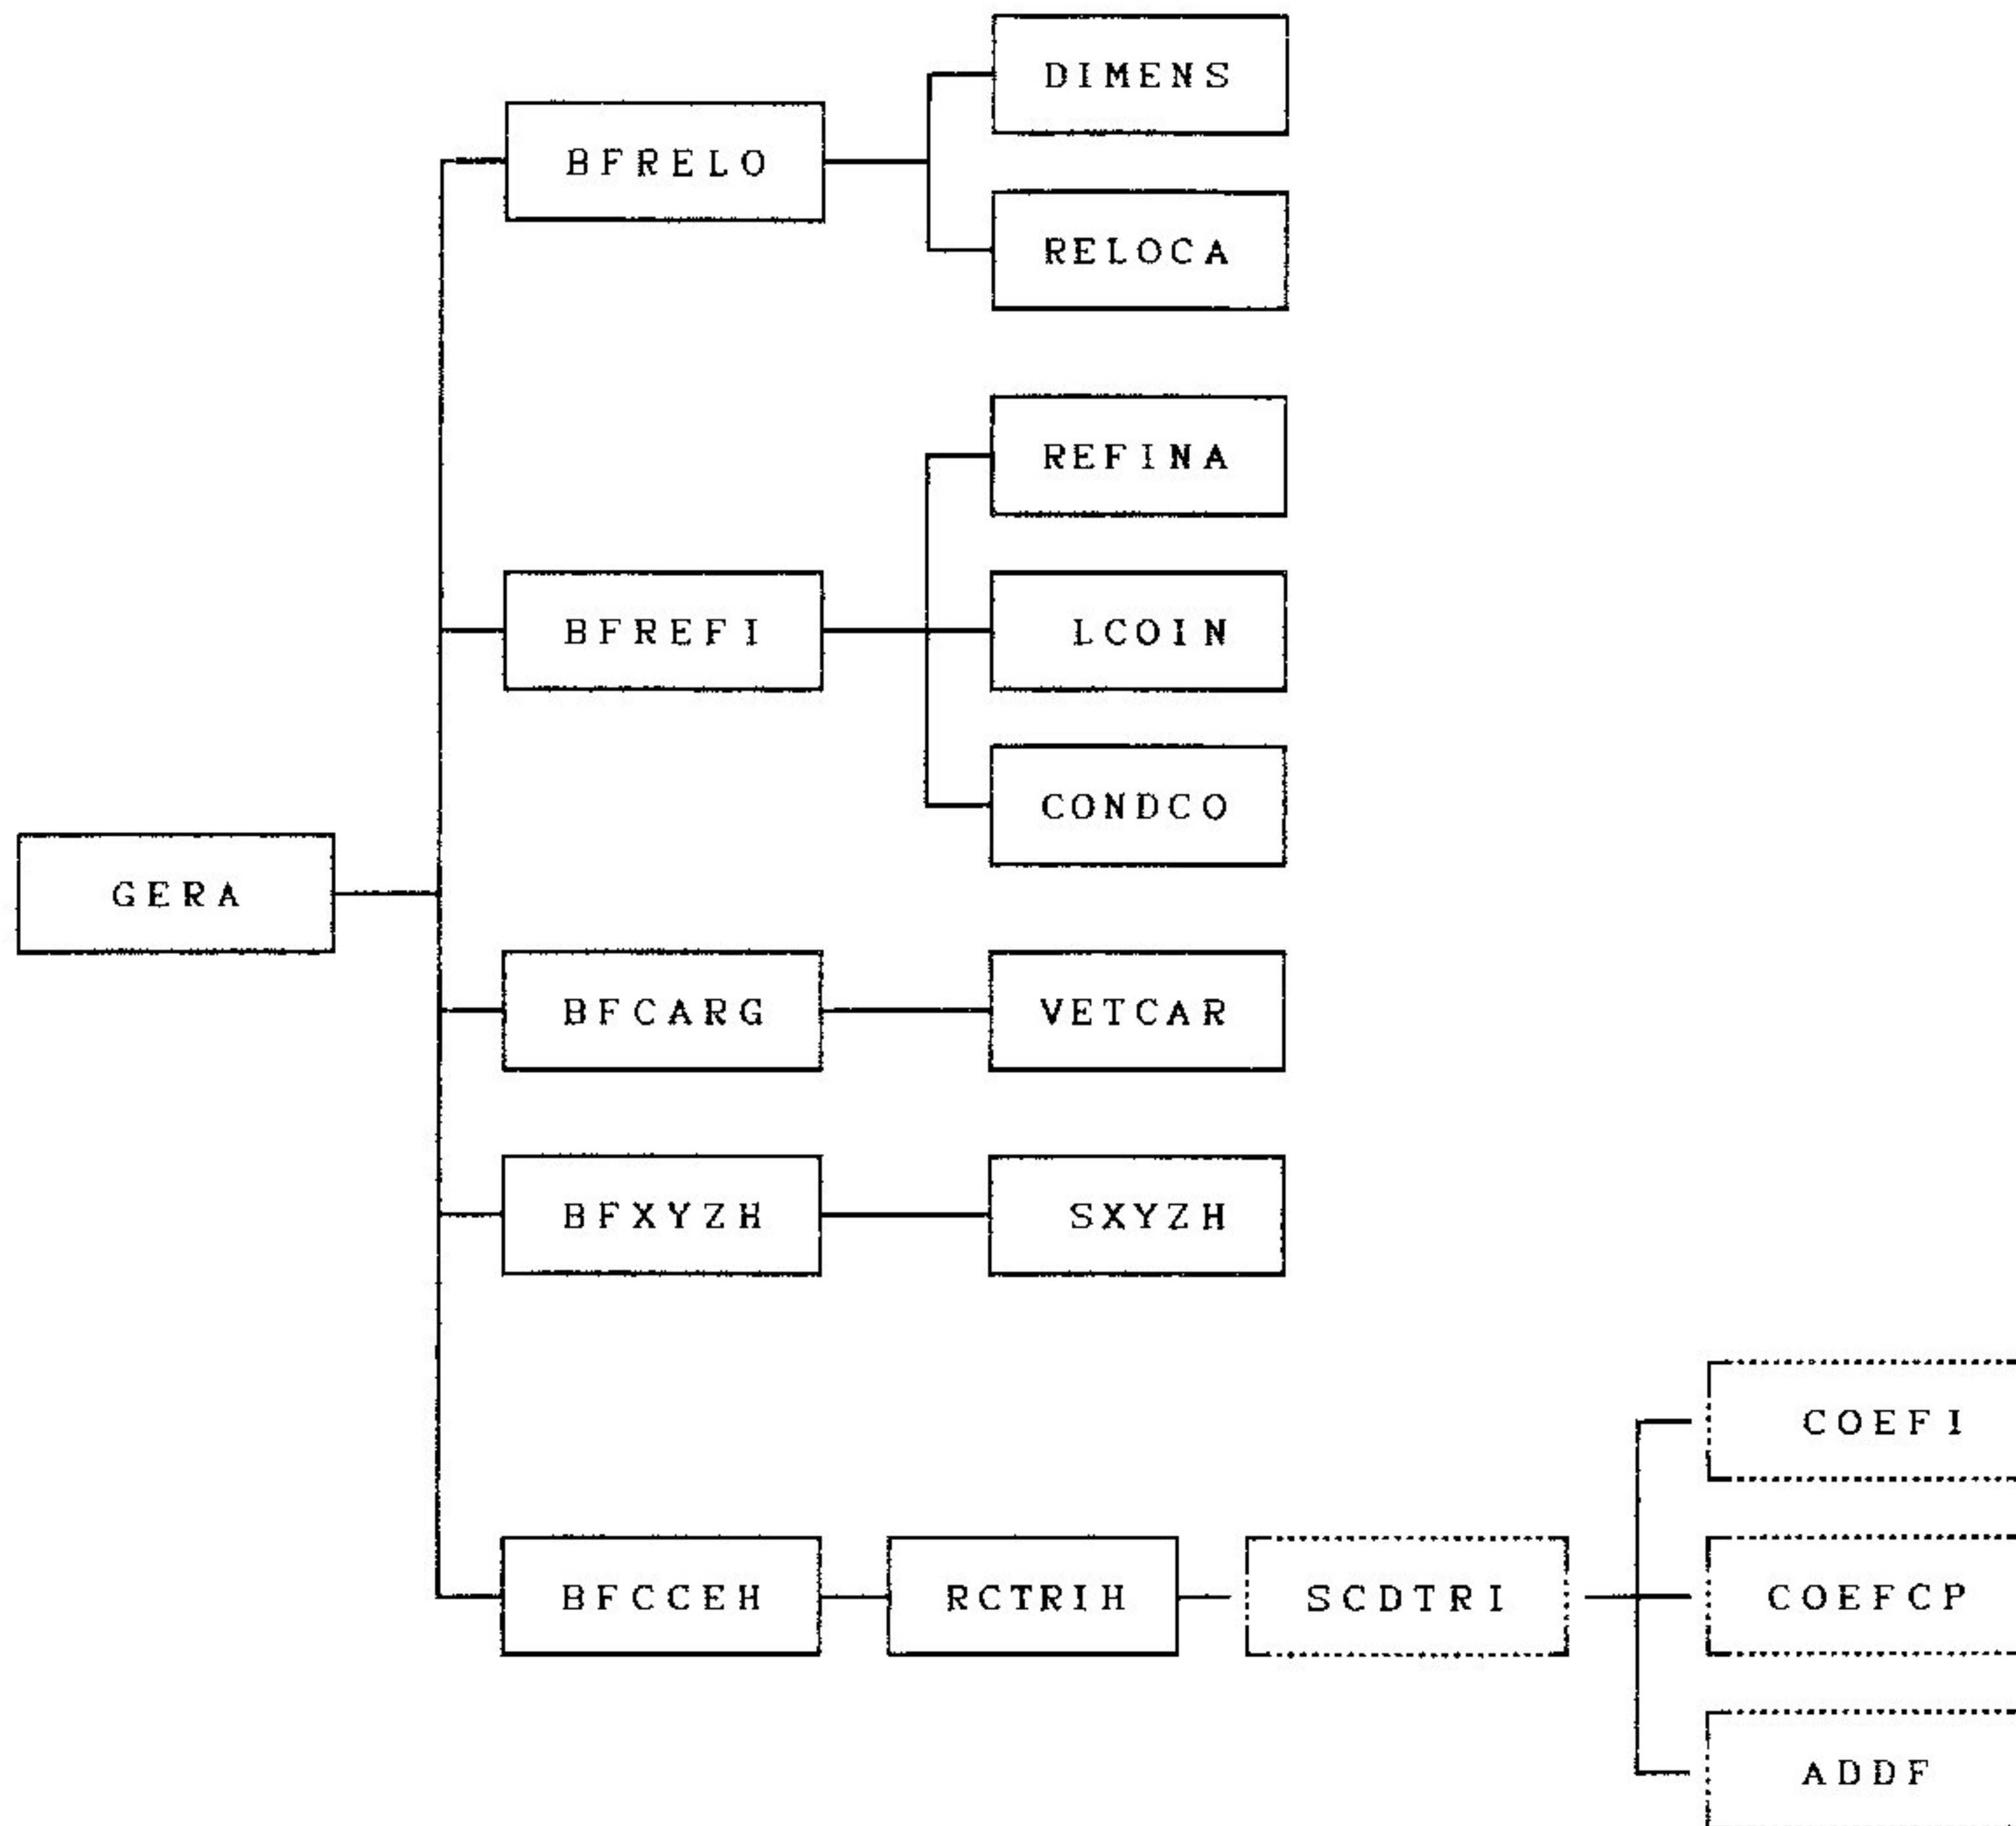 DIMENS
BFRELO
RELOCA
REFINA
BFREFI
LCOIN
CONDCO
GERA
BFCARG
VETCAR
BFXYZH
SXYZH
COEFI
BFCCEH
RCTRIH
SCDTRI
COEFCP
ADDF